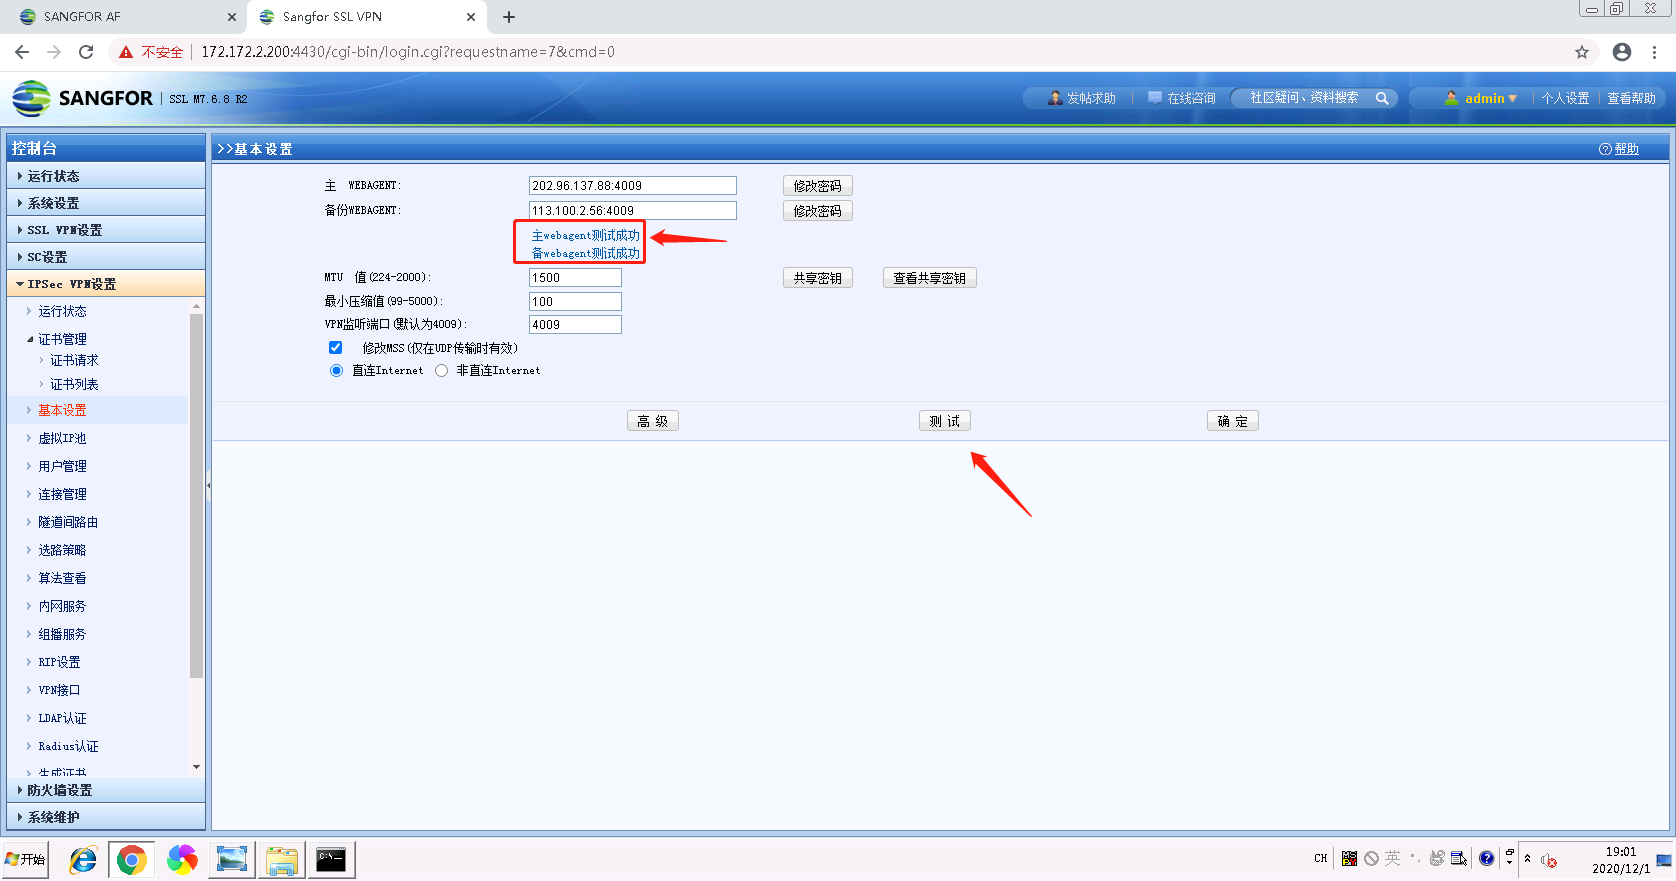 SANGFOR AF
Sangfor SSL VPN
不安全 172.172.2.200:4430/cgi-bin/login.cgi?requestname=7&cmd=0
SANGFOR SSL M7.6.8 R2
发帖求助 在线咨询 社区疑问、资料搜索 admin 个人设置 查看帮助
控制台
>>基本设置
帮助
运行状态
系统设置
SSL VPN设置
SC设置
IPSec VPN设置
运行状态
证书管理
证书请求
证书列表
基本设置
虚拟IP池
用户管理
连接管理
隧道间路由
选路策略
算法查看
内网服务
组播服务
RIP设置
VPN接口
LDAP认证
Radius认证
生成证书
防火墙设置
系统维护
主 WEBAGENT: 202.96.137.88:4009 修改密码
备份WEBAGENT: 113.100.2.56:4009 修改密码
主webagent测试成功
备webagent测试成功
MTU 值(224-2000): 1500 共享密钥 查看共享密钥
最小压缩值(99-5000): 100
VPN监听端口(默认为4009): 4009
修改MSS(仅在UDP传输时有效)
直连Internet 非直连Internet
高 级 测 试 确 定
开始
C:\
CH 英
19:01
2020/12/1